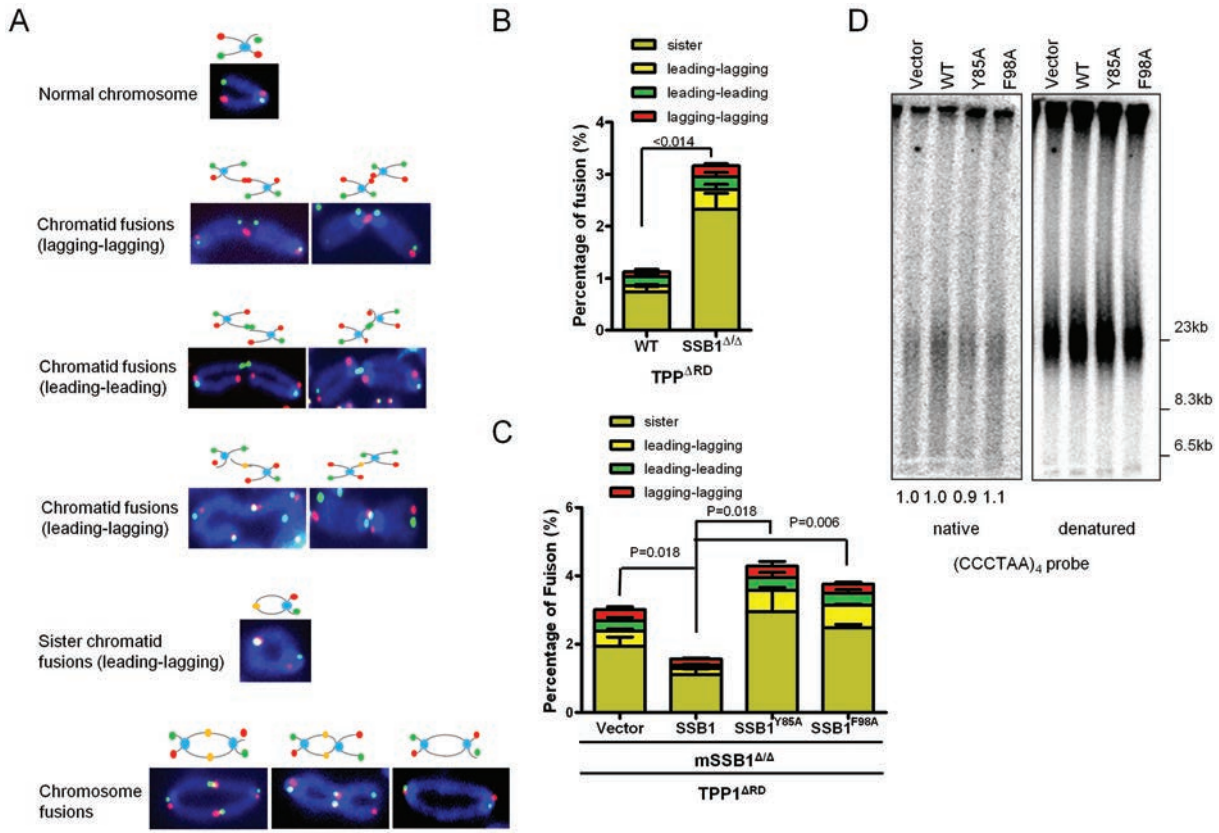 A
Normal chromosome
Chromatid fusions
(lagging-lagging)
Chromatid fusions
(leading-leading)
Chromatid fusions
(leading-lagging)
Sister chromatid
fusions (leading-lagging)
Chromosome
fusions
B
sister
leading-lagging
leading-leading
lagging-lagging
Percentage of fusion (%)
4
3
2
1
0
<0.014
WT
SSB1Δ/Δ
TPPΔRD
C
sister
leading-lagging
leading-leading
lagging-lagging
Percentage of Fuison (%)
6
4
2
0
P=0.018
P=0.018
P=0.006
Vector
SSB1
SSB1Y85A
SSB1F98A
mSSB1Δ/Δ
TPP1ΔRD
D
Vector
WT
Y85A
F98A
Vector
WT
Y85A
F98A
23kb
8.3kb
6.5kb
1.0 1.0 0.9 1.1
native
denatured
(CCCTAA)4 probe